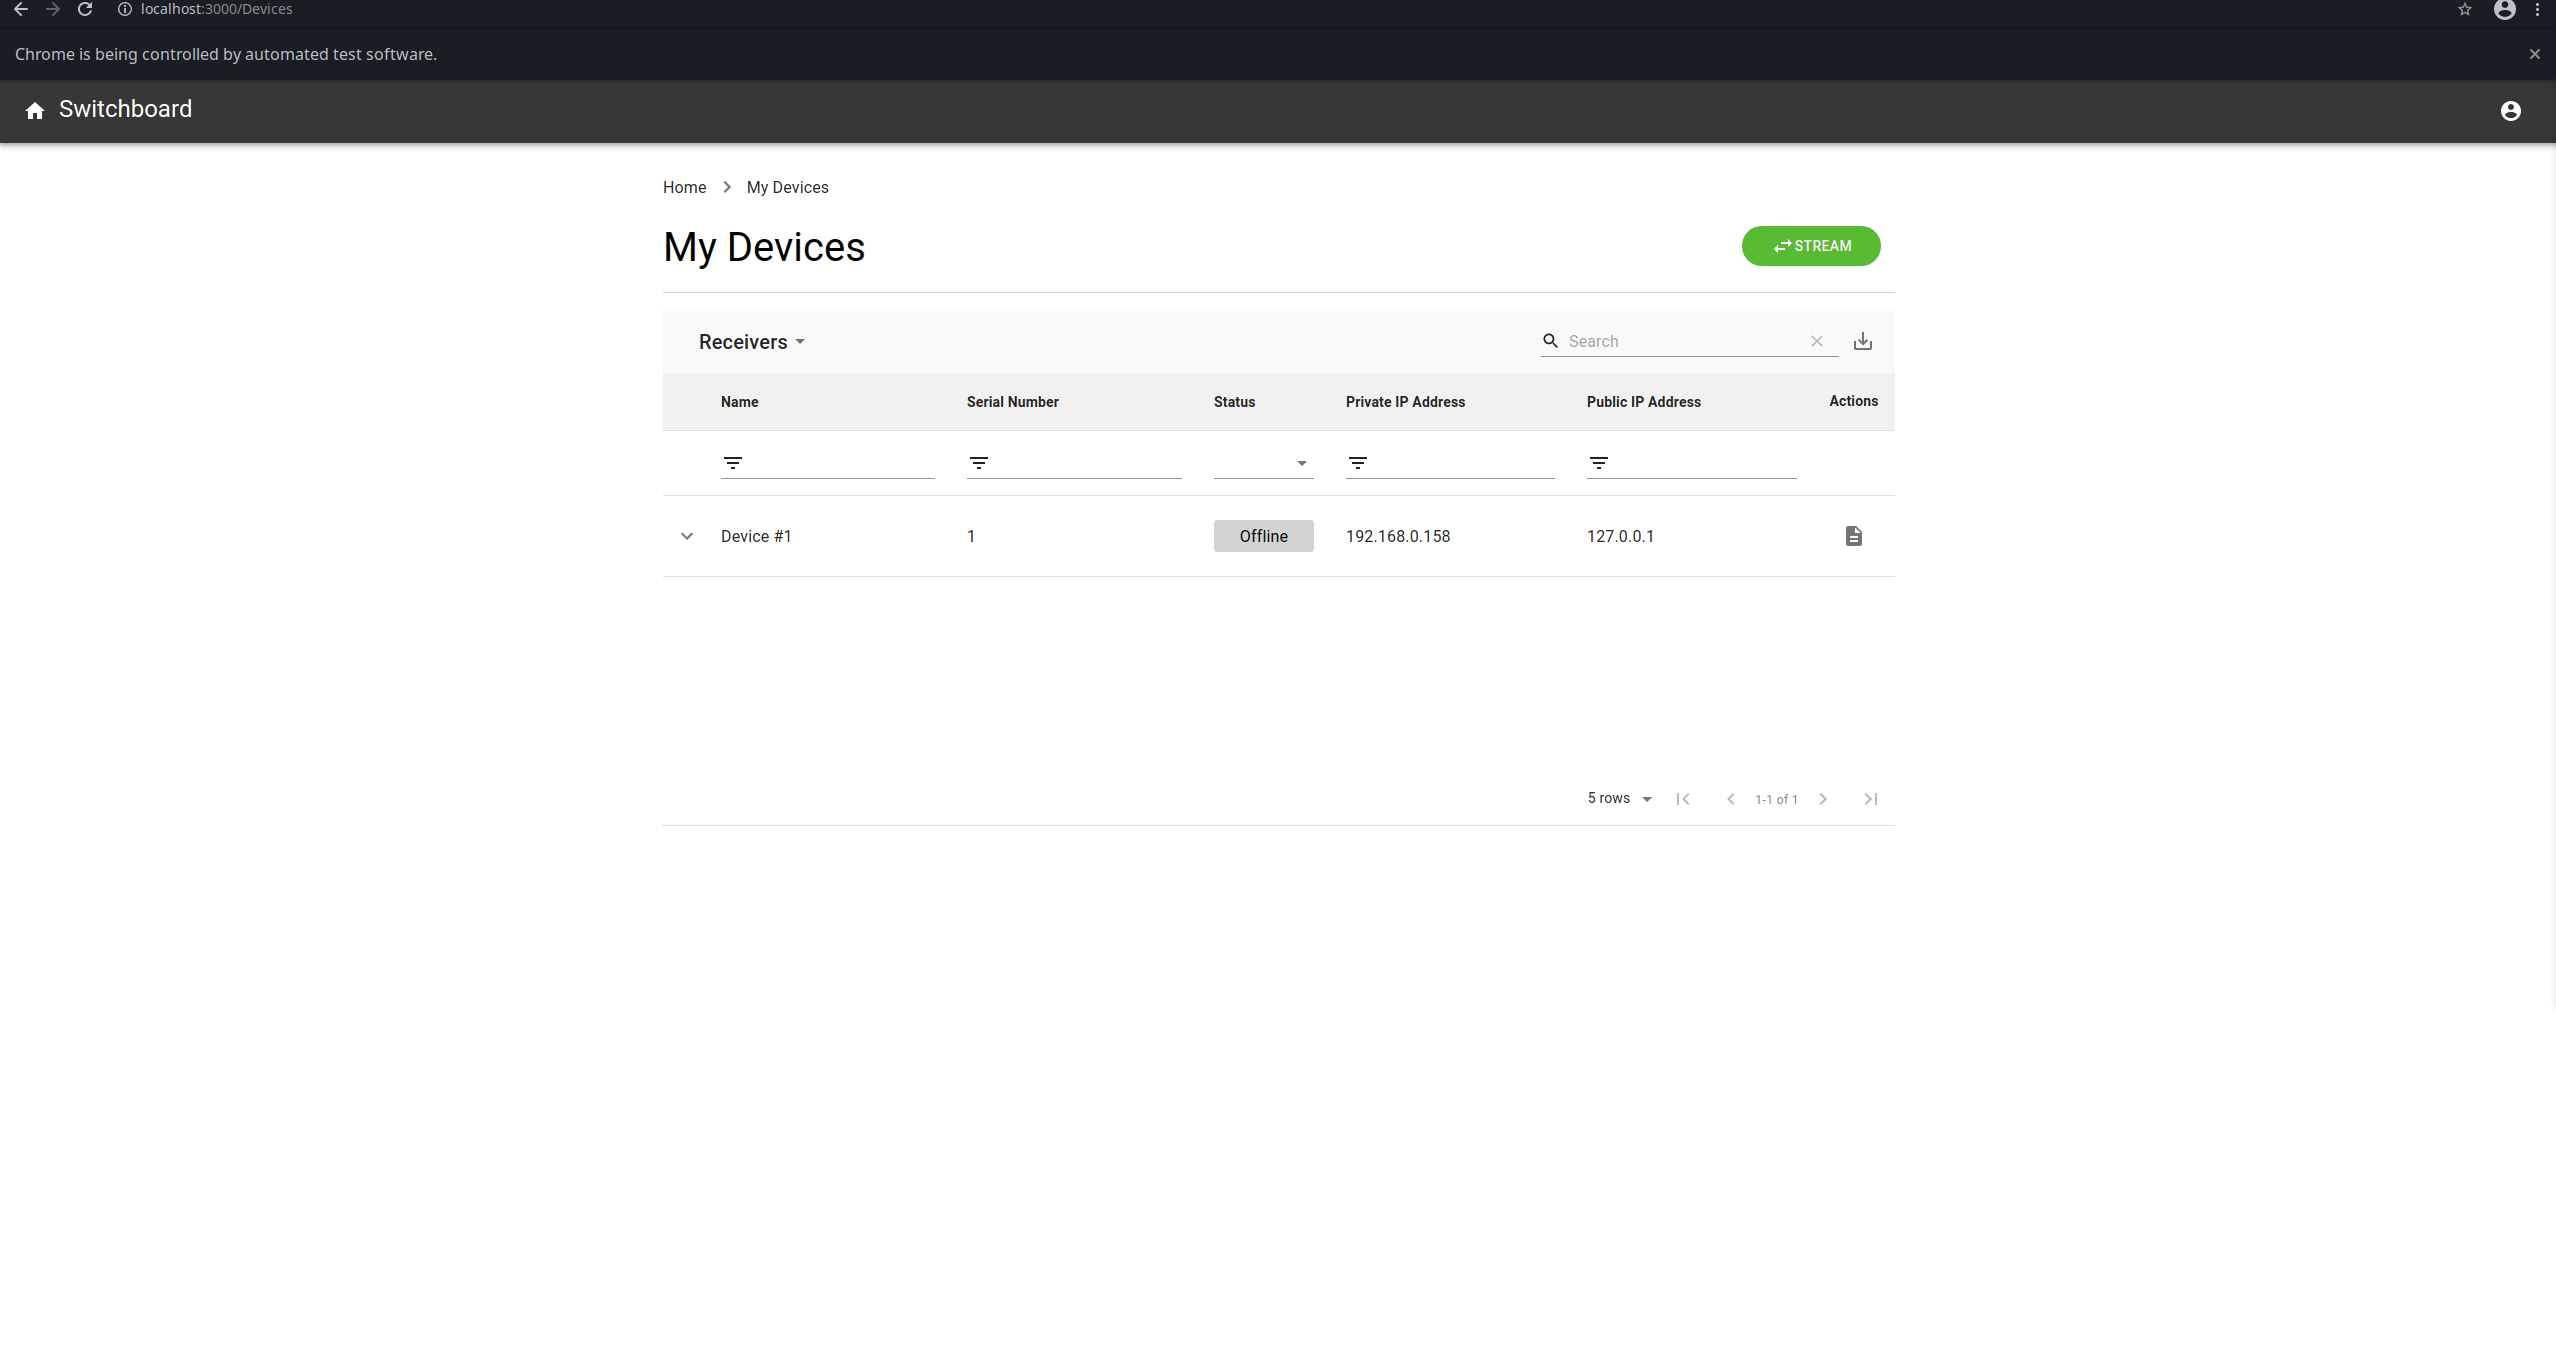 localhost:3000/Devices
Chrome is being controlled by automated test software.
Switchboard
Home My Devices
My Devices
STREAM
Receivers Search
Name Serial Number Status Private IP Address Public IP Address Actions
Device #1 1 Offline 192.168.0.158 127.0.0.1
5 rows 1-1 of 1